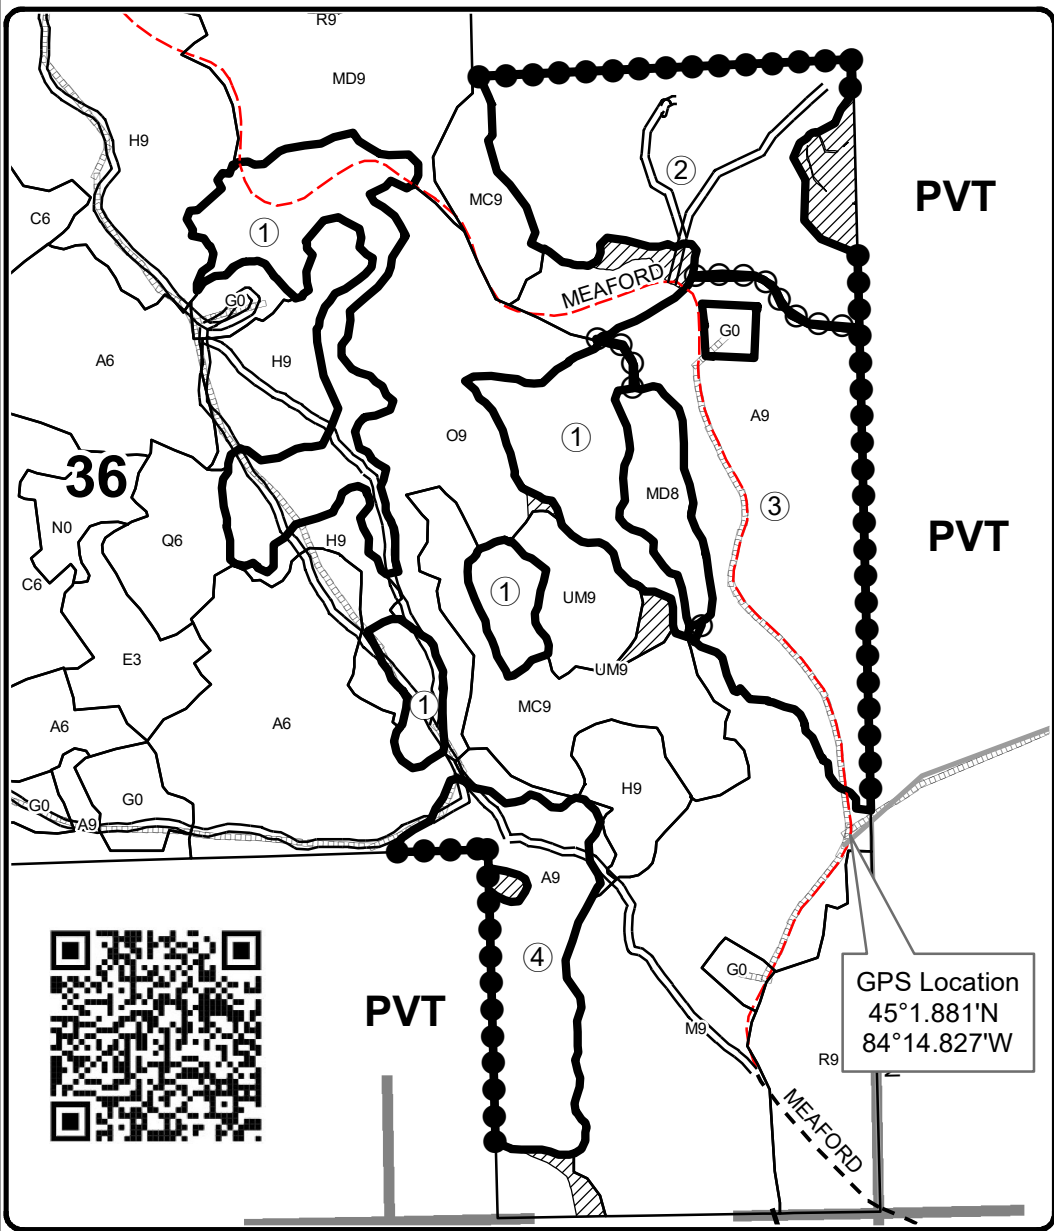 R9
MD9
H9
PVT
2
MC9
C6
1
MEAFORD
G0
G0
A6
H9
A9
O9
1
36
MD8
3
N0
Q6
H9
PVT
C6
1
UM9
E3
UM9
1
MC9
A6
A6
H9
G0
G0
A9
A9
4
G0
GPS Location
45°1.881'N
84°14.827'W
PVT
M9
R9
MEAFORD